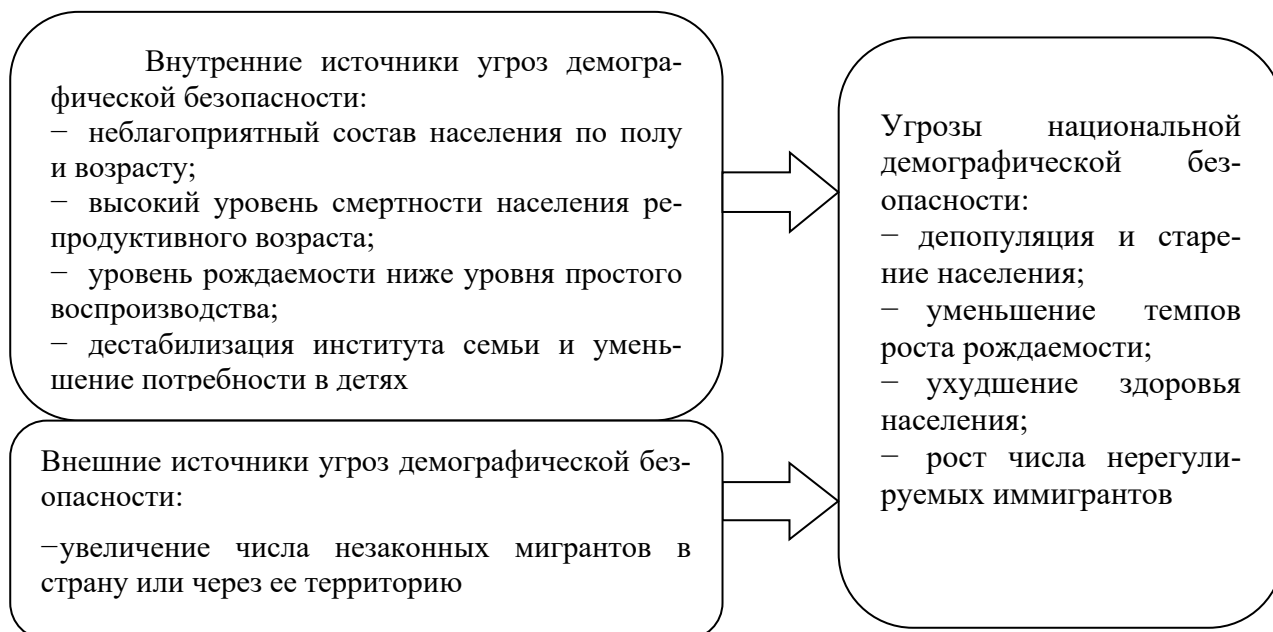 Внутренние источники угроз демогра-
фической безопасности:
− неблагоприятный состав населения по полу
и возрасту;
− высокий уровень смертности населения ре-
продуктивного возраста;
− уровень рождаемости ниже уровня простого
воспроизводства;
− дестабилизация института семьи и умень-
шение потребности в детях
Внешние источники угроз демографической без-
опасности:
−увеличение числа незаконных мигрантов в
страну или через ее территорию
Угрозы национальной
демографической без-
опасности:
− депопуляция и старе-
ние населения;
− уменьшение темпов
роста рождаемости;
− ухудшение здоровья
населения;
− рост числа нерегули-
руемых иммигрантов